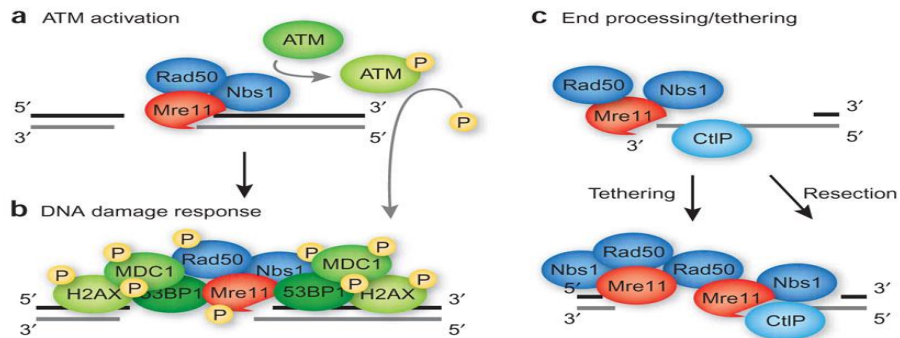 a ATM activation
ATM
P
ATM
Rad50
Nbs1
Mre11
5′
3′
3′
5′
P
b DNA damage response
P
P
P
P
P
P
P
P
P
MDC1
Rad50
Nbs1
MDC1
H2AX
53BP1
Mre11
53BP1
H2AX
5′
3′
3′
5′
c End processing/tethering
Rad50
Nbs1
Mre11
CtIP
3′
3′
5′
Tethering
Resection
Rad50
Nbs1
Rad50
Nbs1
Mre11
Mre11
CtIP
5′
3′
3′
5′